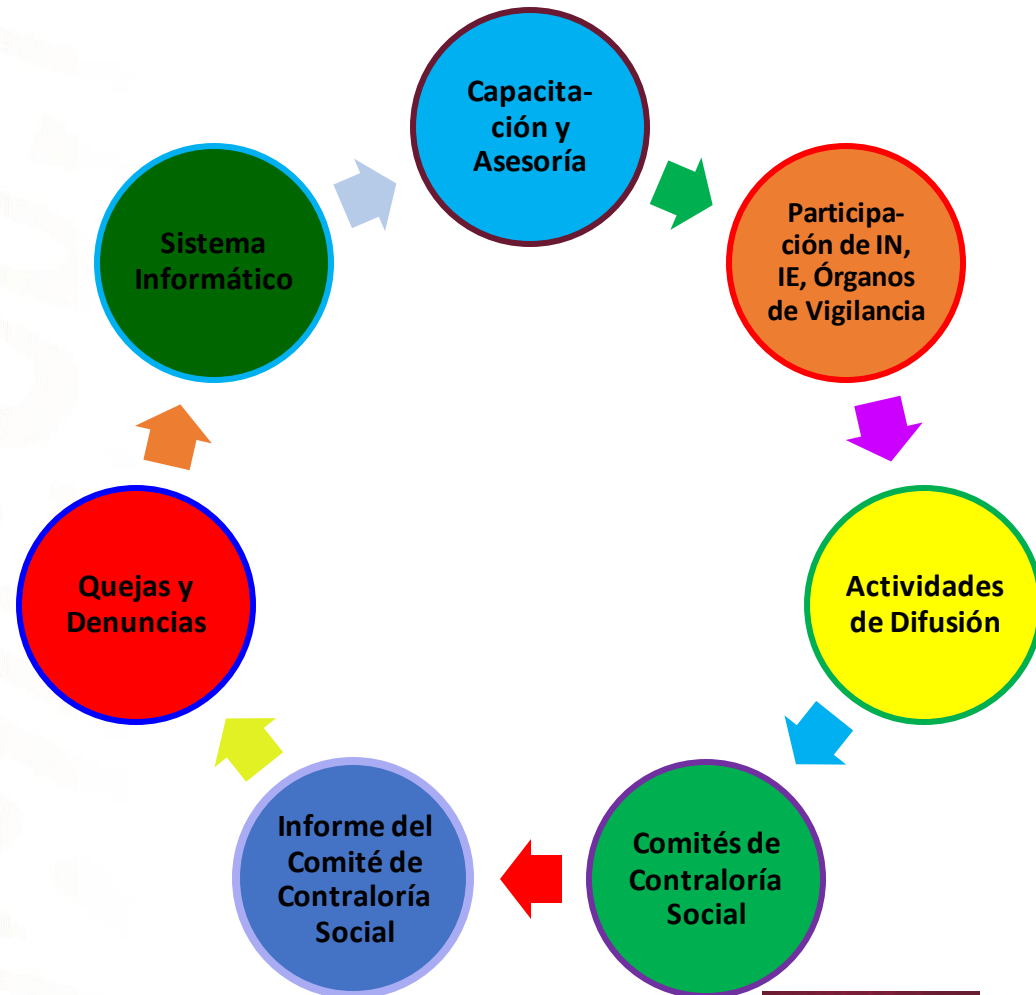 Capacita-
ción y
Asesoría
Participa-
ción de IN,
IE, Órganos
de Vigilancia
Actividades
de Difusión
Comités de
Contraloría
Social
Informe del
Comité de
Contraloría
Social
Quejas y
Denuncias
Sistema
Informático